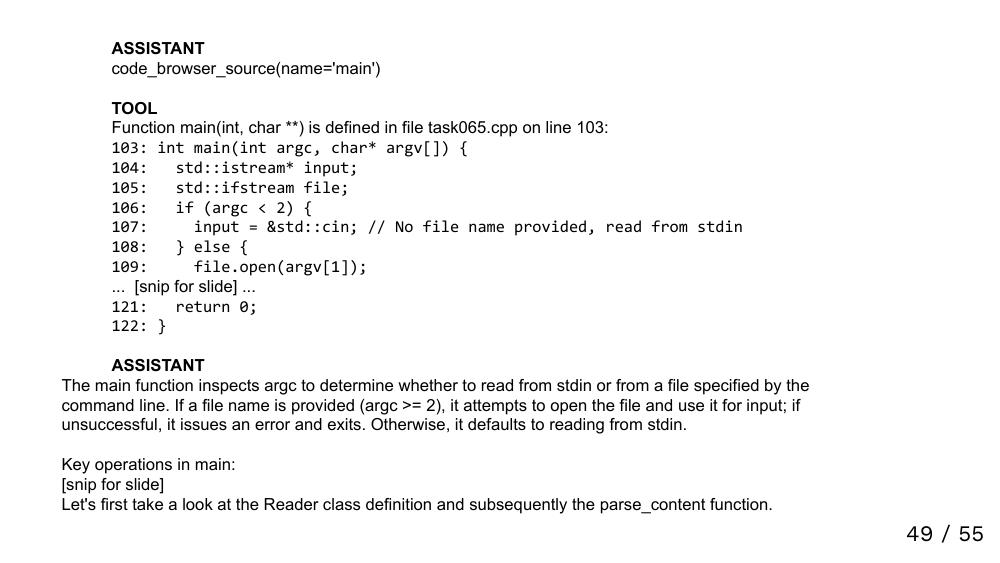 ASSISTANT
code_browser_source(name='main')
TOOL
Function main(int, char **) is defined in file task065.cpp on line 103:
103: int main(int argc, char* argv[]) {
104:   std::istream* input;
105:   std::ifstream file;
106:   if (argc < 2) {
107:     input = &std::cin; // No file name provided, read from stdin
108:   } else {
109:     file.open(argv[1]);
... [snip for slide] ...
121:   return 0;
122: }
ASSISTANT
The main function inspects argc to determine whether to read from stdin or from a file specified by the
command line. If a file name is provided (argc >= 2), it attempts to open the file and use it for input; if
unsuccessful, it issues an error and exits. Otherwise, it defaults to reading from stdin.
Key operations in main:
[snip for slide]
Let's first take a look at the Reader class definition and subsequently the parse_content function.
49 / 55